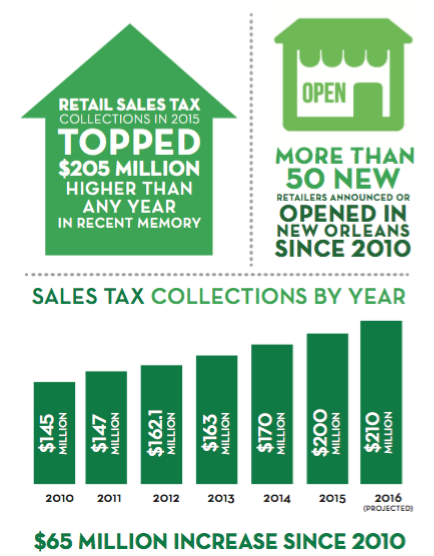 RETAIL SALES TAX
COLLECTIONS IN 2015
TOPPED
$205 MILLION
HIGHER THAN
ANY YEAR
IN RECENT MEMORY
OPEN
MORE THAN
50 NEW
RETAILERS ANNOUNCED OR
OPENED IN
NEW ORLEANS
SINCE 2010
SALES TAX COLLECTIONS BY YEAR
$145 MILLION
$147 MILLION
$162.1 MILLION
$163 MILLION
$170 MILLION
$200 MILLION
$210 MILLION
2010 2011 2012 2013 2014 2015 2016
(PROJECTED)
$65 MILLION INCREASE SINCE 2010